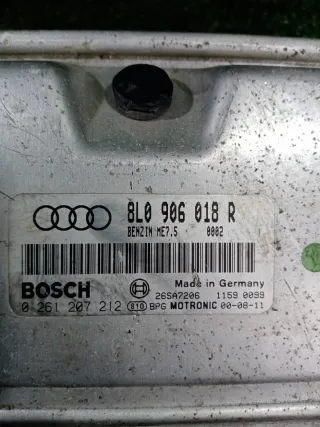 8L0 906 018 R
BENZIN ME7.5 0002
Made in Germany
BOSCH 26SA7206 1159 0099
0 261 207 212 810 BPG MOTRONIC 00-08-11